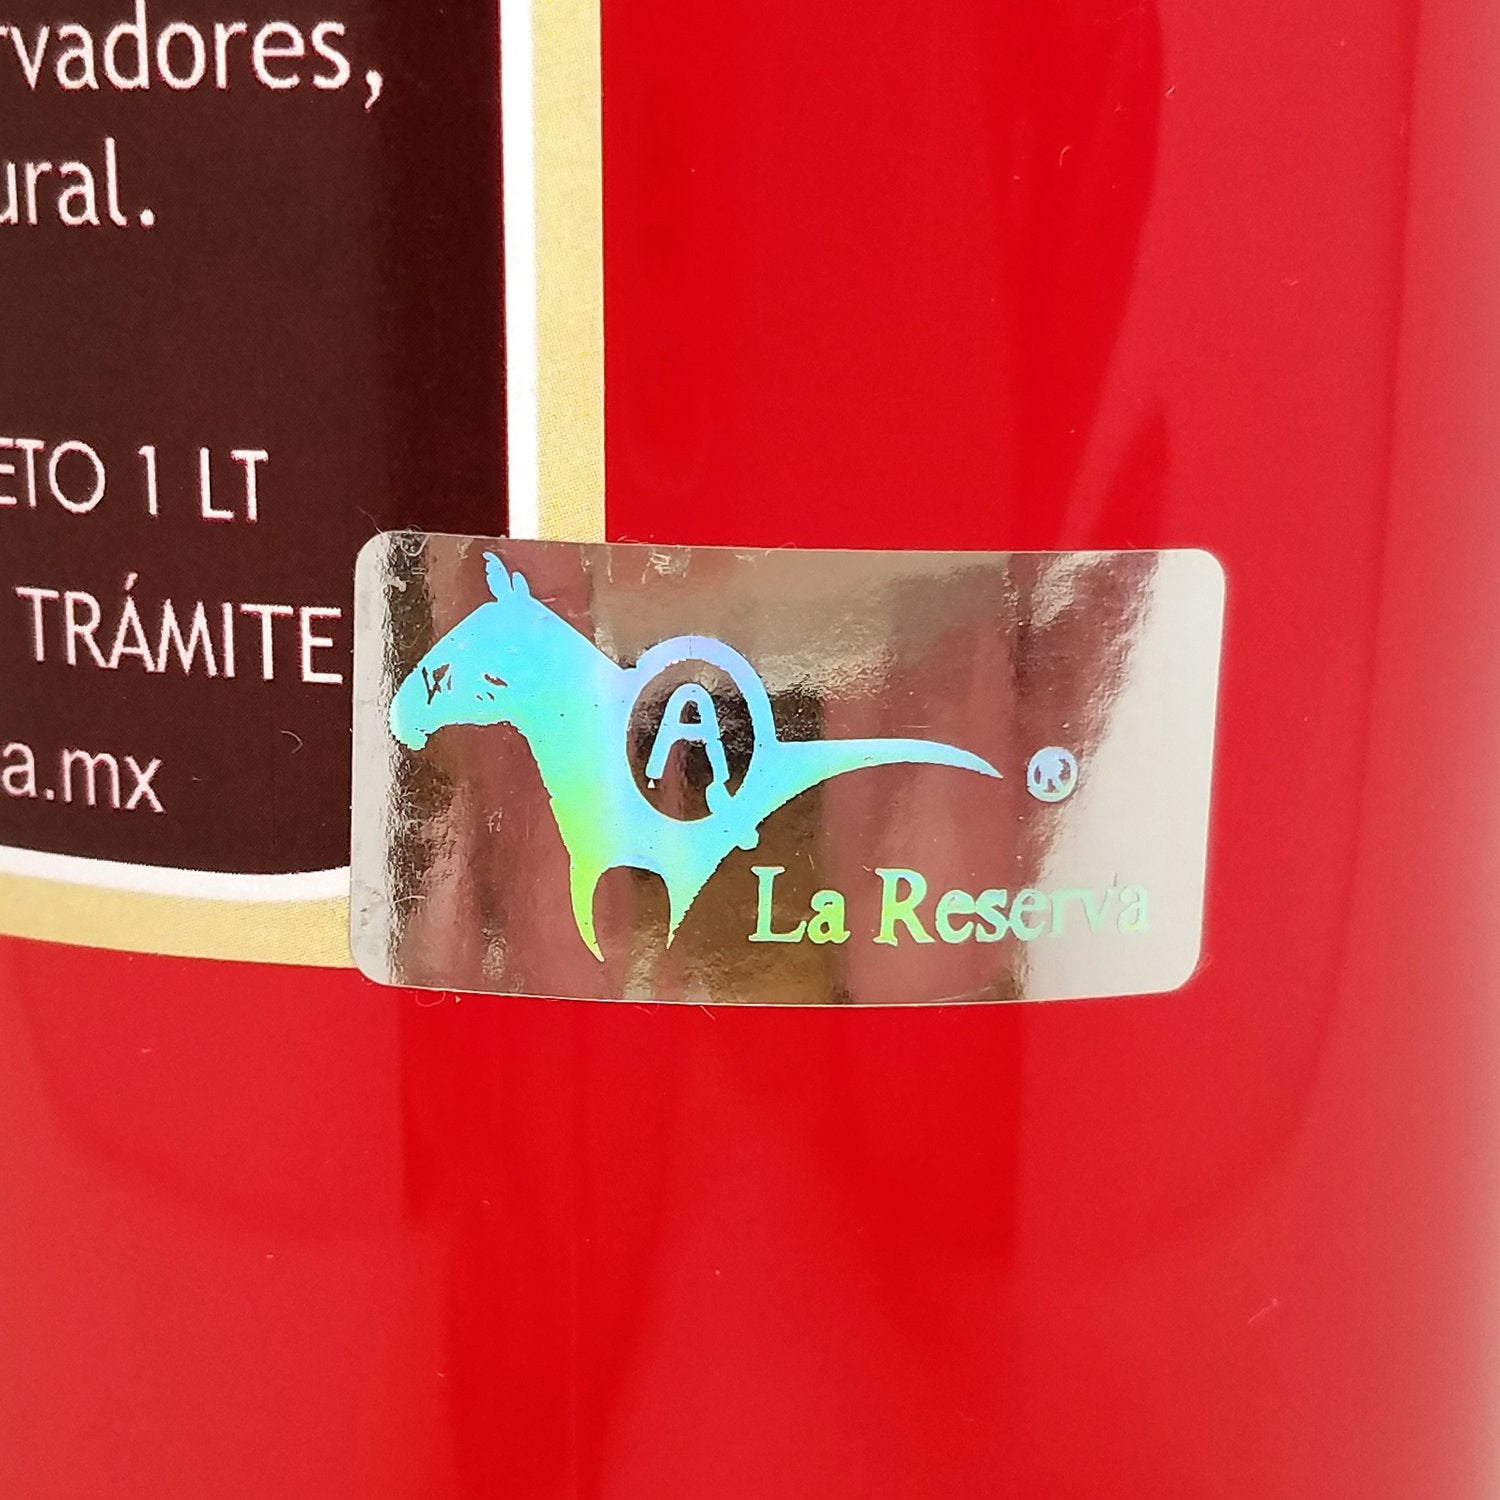 rvadores,
ural.
ETO 1 LT
TRÁMITE
a.mx
A
®
La Reserva